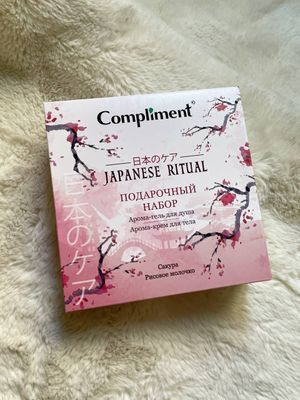 Compliment
日本のケア
JAPANESE RITUAL
ПОДАРОЧНЫЙ
НАБОР
Арома-гель для душа
Арома-крем для тела
Сакура
Рисовое молочко
日本のケア